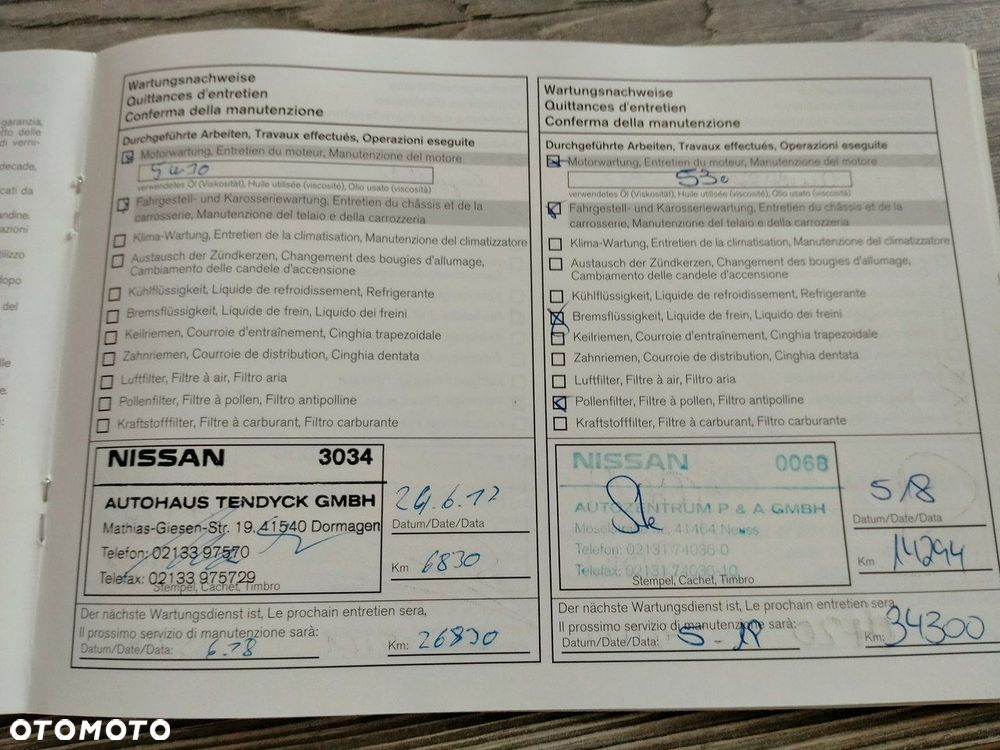 garanzia,
tto delle
di verni-
decade,
cati da
andine.
azioni
tilizzo
dopo
del
lle
e.
i:
Wartungsnachweise
Quittances d'entretien
Conferma della manutenzione
Durchgeführte Arbeiten, Travaux effectués, Operazioni eseguite
Motorwartung, Entretien du moteur, Manutenzione del motore
5w30
verwendetes Öl (Viskosität), Huile utilisée (viscosité), Olio usato (viscosità)
Fahrgestell- und Karosseriewartung, Entretien du châssis et de la
carrosserie, Manutenzione del telaio e della carrozzeria
Klima-Wartung, Entretien de la climatisation, Manutenzione del climatizzatore
Austausch der Zündkerzen, Changement des bougies d'allumage,
Cambiamento delle candele d'accensione
Kühlflüssigkeit, Liquide de refroidissement, Refrigerante
Bremsflüssigkeit, Liquide de frein, Liquido dei freini
Keilriemen, Courroie d'entraînement, Cinghia trapezoidale
Zahnriemen, Courroie de distribution, Cinghia dentata
Luftfilter, Filtre à air, Filtro aria
Pollenfilter, Filtre à pollen, Filtro antipolline
Kraftstofffilter, Filtre à carburant, Filtro carburante
NISSAN 3034
AUTOHAUS TENDYCK GMBH
Mathias-Giesen-Str. 19, 41540 Dormagen
Telefon: 02133 97570
Telefax: 02133 975729
Stempel, Cachet, Timbro
24.6.17
Datum/Date/Data
Km 6830
Der nächste Wartungsdienst ist, Le prochain entretien sera,
Il prossimo servizio di manutenzione sarà:
Datum/Date/Data: 6.18 Km: 26830
Wartungsnachweise
Quittances d'entretien
Conferma della manutenzione
Durchgeführte Arbeiten, Travaux effectués, Operazioni eseguite
Motorwartung, Entretien du moteur, Manutenzione del motore
530
verwendetes Öl (Viskosität), Huile utilisée (viscosité), Olio usato (viscosità)
Fahrgestell- und Karosseriewartung, Entretien du châssis et de la
carrosserie, Manutenzione del telaio e della carrozzeria
Klima-Wartung, Entretien de la climatisation, Manutenzione del climatizzatore
Austausch der Zündkerzen, Changement des bougies d'allumage,
Cambiamento delle candele d'accensione
Kühlflüssigkeit, Liquide de refroidissement, Refrigerante
Bremsflüssigkeit, Liquide de frein, Liquido dei freini
Keilriemen, Courroie d'entraînement, Cinghia trapezoidale
Zahnriemen, Courroie de distribution, Cinghia dentata
Luftfilter, Filtre à air, Filtro aria
Pollenfilter, Filtre à pollen, Filtro antipolline
Kraftstofffilter, Filtre à carburant, Filtro carburante
NISSAN 0068
AUTOZENTRUM P & A GMBH
41464 Neuss
Telefon: 02131 74036-0
Telefax: 02131 74036-10
Stempel, Cachet, Timbro
518
Datum/Date/Data
Km 14294
Der nächste Wartungsdienst ist, Le prochain entretien sera,
Il prossimo servizio di manutenzione sarà:
Datum/Date/Data: 5-19 Km: 34300
OTOMOTO